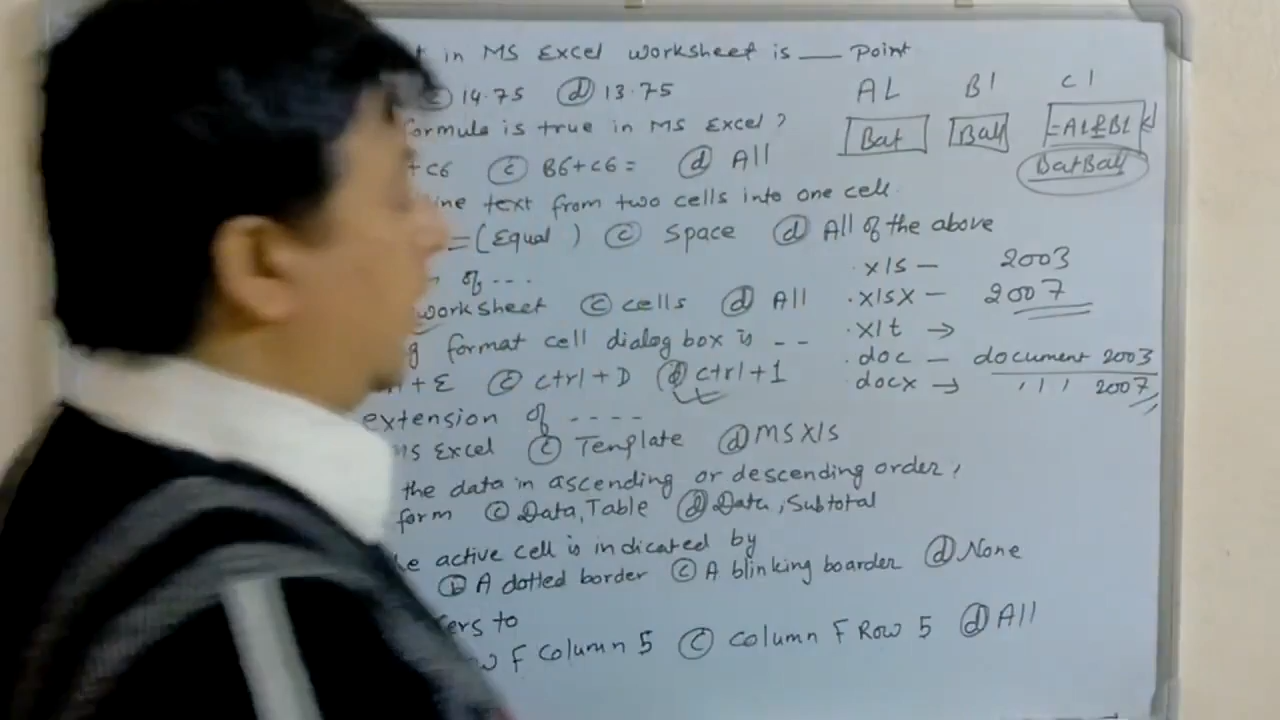 in MS Excel worksheet is ___ Point
14.75 (d) 13.75
formula is true in MS Excel?
+C6 (c) B6+C6= (d) All
text from two cells into one cell.
=(Equal) (c) Space (d) All of the above
of ...
worksheet (c) cells (d) All
format cell dialog box is --
+E (c) ctrl+D (d) ctrl+1
extension of ----
MS Excel (c) Template (d) MSXIS
the data in ascending or descending order,
form (c) Data, Table (d) Data, Subtotal
active cell is indicated by
(b) A dotted border (c) A blinking boarder (d) None
to
F Column 5 (c) Column F Row 5 (d) All
A1 B1 C1
Bat Ball =A1&B1
BatBall
.xls — 2003
.xlsx — 2007
.xlt →
.doc — document 2003
docx → ,,, 2007